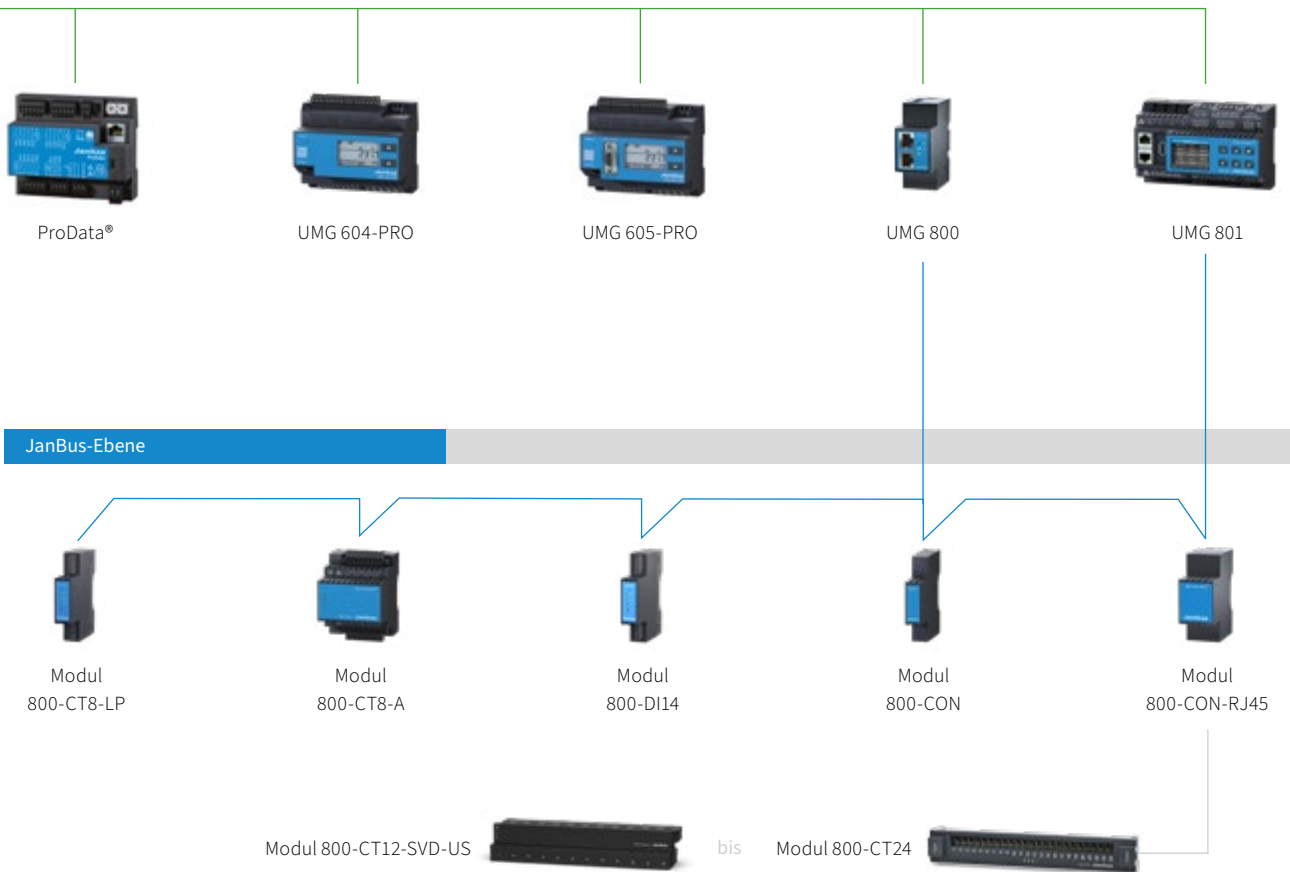 ProData®
UMG 604-PRO
UMG 605-PRO
UMG 800
UMG 801
JanBus-Ebene
Modul
800-CT8-LP
Modul
800-CT8-A
Modul
800-DI14
Modul
800-CON
Modul
800-CON-RJ45
Modul 800-CT12-SVD-US
bis
Modul 800-CT24